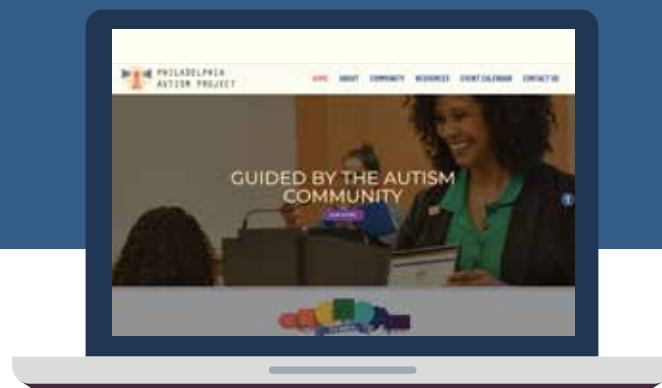 PHILADELPHIA
AUTISM PROJECT
HOME ABOUT COMMUNITY RESOURCES EVENT CALENDAR CONTACT US
GUIDED BY THE AUTISM
COMMUNITY